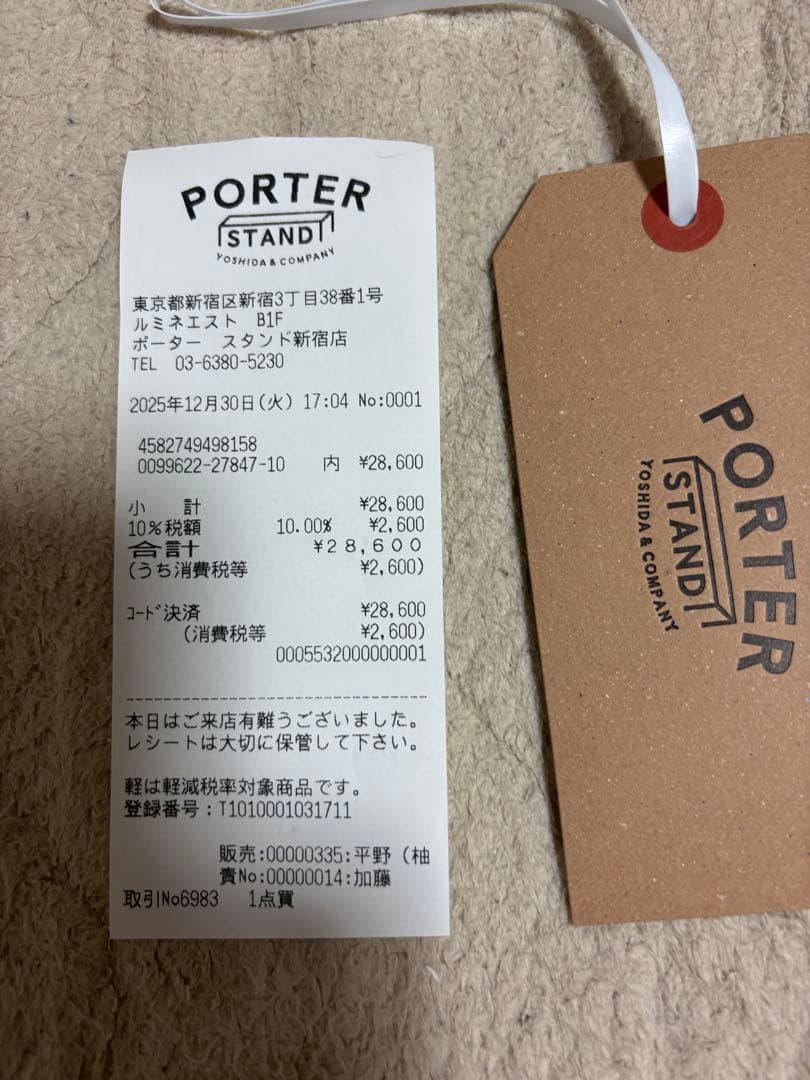 PORTER
STAND
YOSHIDA & COMPANY
東京都新宿区新宿3丁目38番1号
ルミネエスト B1F
ポーター スタンド新宿店
TEL 03-6380-5230
2025年12月30日(火) 17:04 No:0001
4582749498158
0099622-27847-10 内 ¥28,600
小 計 ¥28,600
10%税額 10.00% ¥2,600
合計 ¥28,600
(うち消費税等 ¥2,600)
コード決済 ¥28,600
(消費税等 ¥2,600)
0005532000000001
本日はご来店有難うございました。
レシートは大切に保管して下さい。
軽は軽減税率対象商品です。
登録番号:T1010001031711
販売:00000335:平野(柚
責No:00000014:加藤
取引No6983 1点買
PORTER
STAND
YOSHIDA & COMPANY